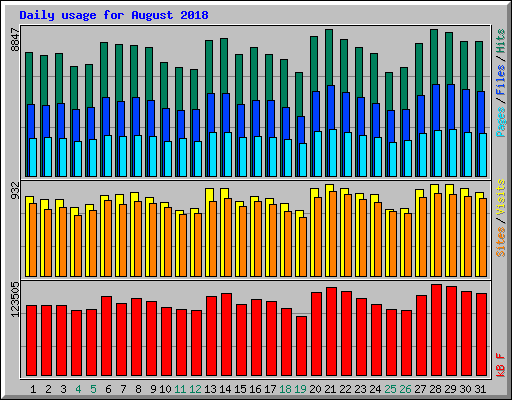 Daily usage for August 2018
8847
Pages / Files / Hits
932
Sites / Visits
123505
kB F
1 2 3 4 5 6 7 8 9 10 11 12 13 14 15 16 17 18 19 20 21 22 23 24 25 26 27 28 29 30 31